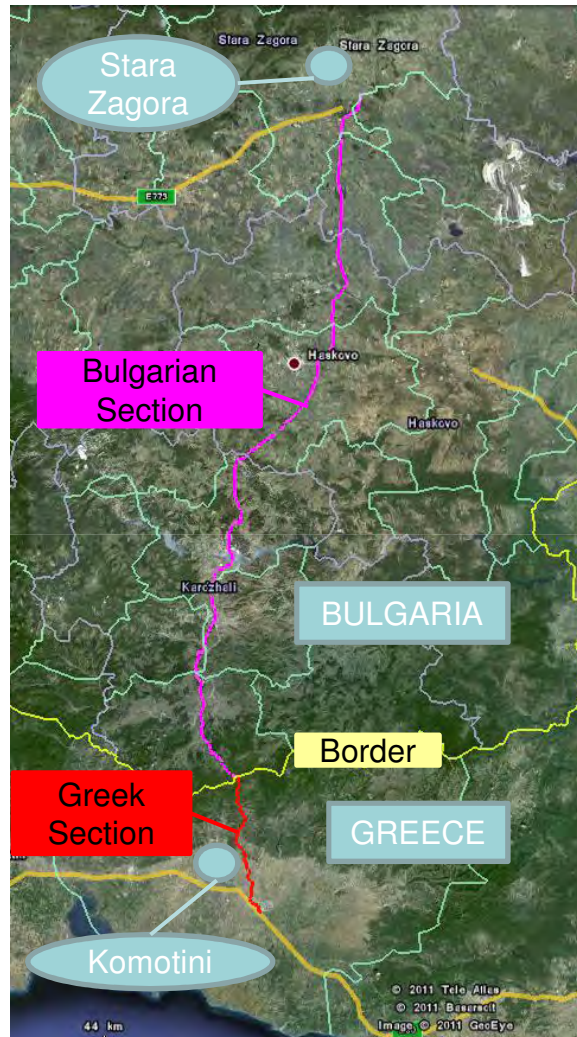 Stara Zagora
Stara Zagora
Stara
Zagora
E773
Haskovo
Bulgarian
Section
Haskovo
Kardzhali
BULGARIA
Border
Greek
Section
GREECE
Komotini
© 2011 Tele Atlas
© 2011 Basarsoft
Image © 2011 GeoEye
44 km